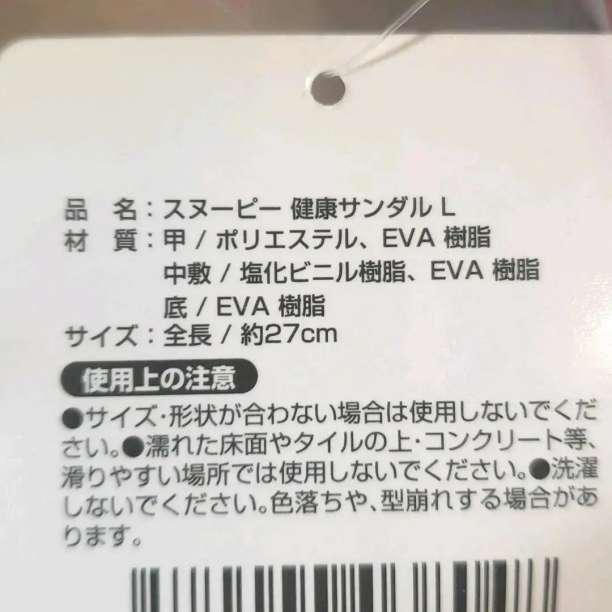 品 名：スヌーピー 健康サンダル L
材 質：甲 / ポリエステル、EVA 樹脂
中敷 / 塩化ビニル樹脂、EVA 樹脂
底 / EVA 樹脂
サイズ：全長 / 約27cm
使用上の注意
●サイズ・形状が合わない場合は使用しないでくだ
さい。●濡れた床面やタイルの上・コンクリート等、
滑りやすい場所では使用しないでください。●洗濯
しないでください。色落ちや、型崩れする場合があ
ります。